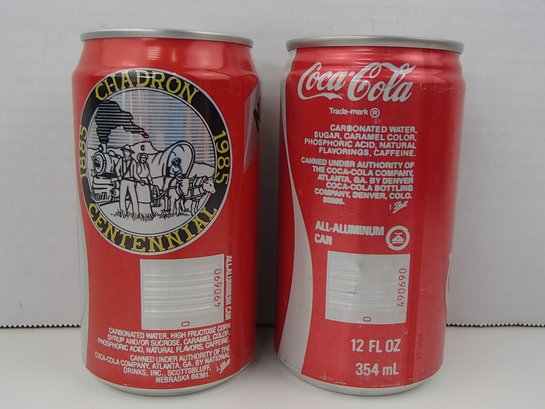 CHADRON
1885
1985
CENTENNIAL
ALL-ALUMINUM CAN
490690
0
CARBONATED WATER, HIGH FRUCTOSE CORN
SYRUP AND/OR SUCROSE, CARAMEL COLOR,
PHOSPHORIC ACID, NATURAL FLAVORS, CAFFEINE.
CANNED UNDER AUTHORITY OF THE
COCA-COLA COMPANY, ATLANTA, GA. BY NATIONAL
DRINKS, INC., SCOTTSBLUFF,
NEBRASKA 69361.
Coca-Cola
Trade-mark ®
CARBONATED WATER,
SUGAR, CARAMEL COLOR,
PHOSPHORIC ACID, NATURAL
FLAVORINGS, CAFFEINE.
CANNED UNDER AUTHORITY OF
THE COCA-COLA COMPANY,
ATLANTA, GA. BY DENVER
COCA-COLA BOTTLING
COMPANY, DENVER, COLO.
ALL-ALUMINUM
CAN
490690
0
12 FL OZ
354 mL